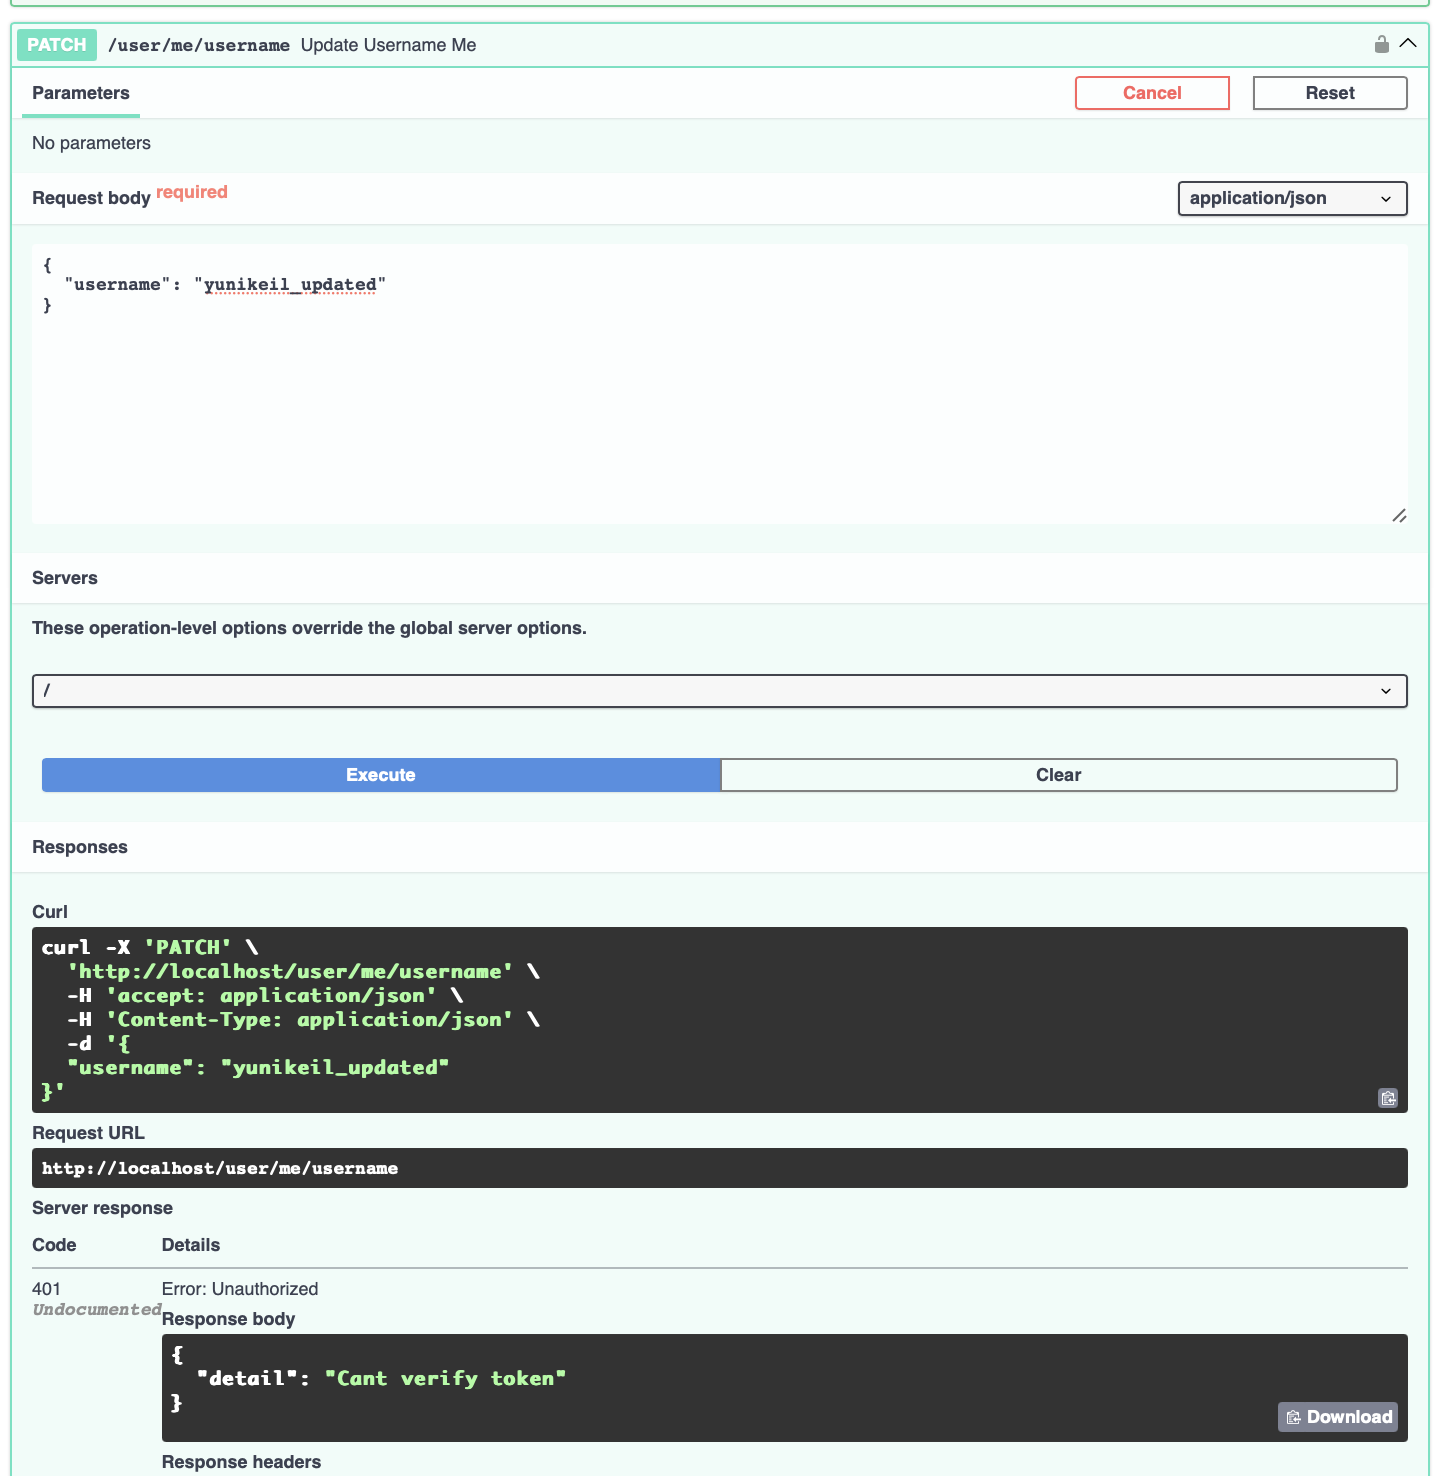 PATCH /user/me/username Update Username Me
Parameters
Cancel
Reset
No parameters
Request body required
application/json
{
"username": "yunikeil_updated"
}
Servers
These operation-level options override the global server options.
/
Execute
Clear
Responses
Curl
curl -X 'PATCH' \
'http://localhost/user/me/username' \
-H 'accept: application/json' \
-H 'Content-Type: application/json' \
-d '{
"username": "yunikeil_updated"
}'
Request URL
http://localhost/user/me/username
Server response
Code Details
401 Error: Unauthorized
Undocumented
Response body
{
"detail": "Cant verify token"
}
Download
Response headers